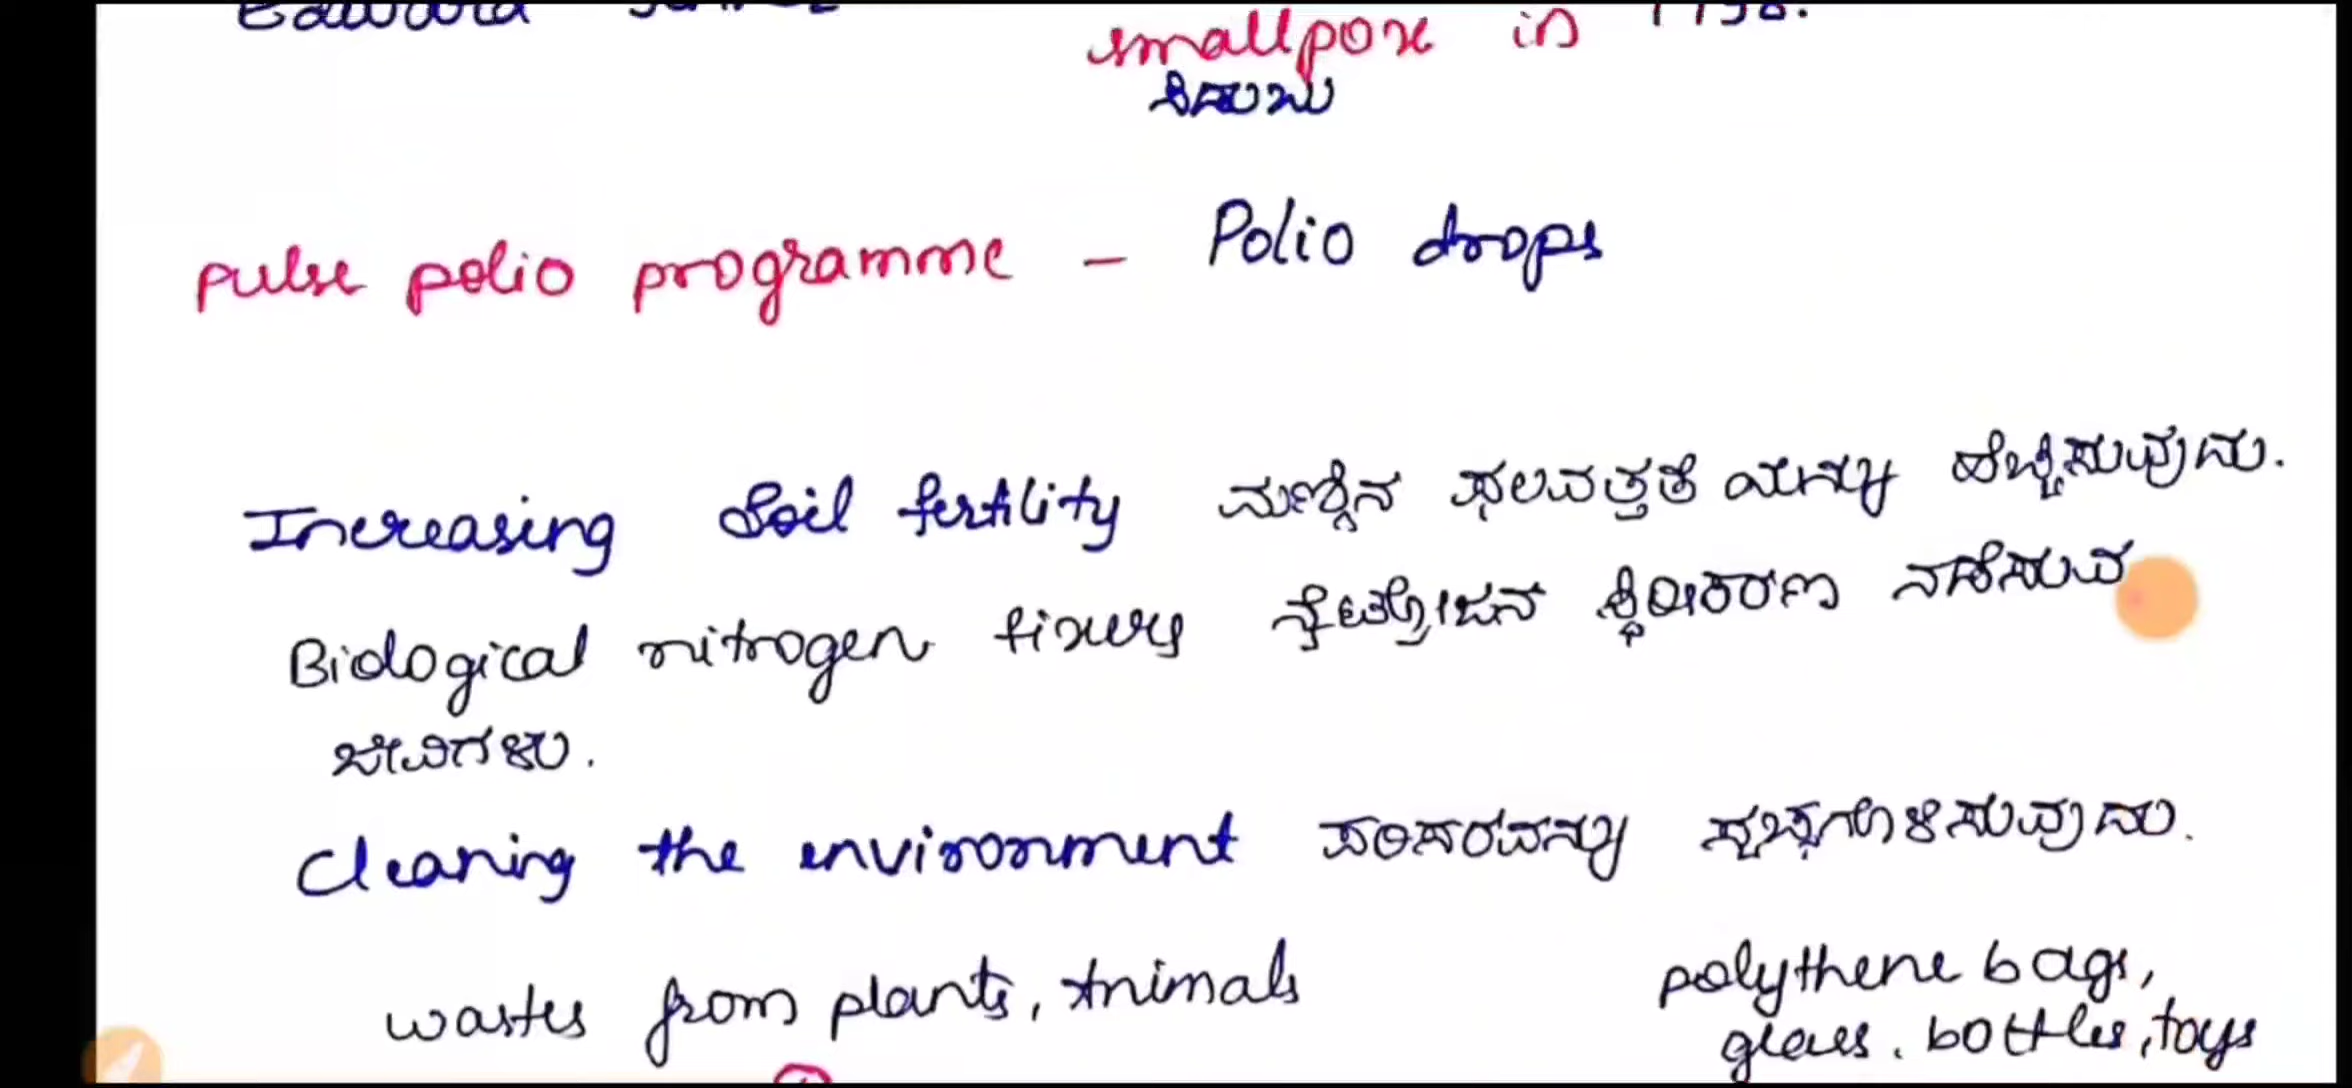 smallpox in
ಸಿಡುಬು
pulse polio programme - Polio drops
Increasing soil fertility ಮಣ್ಣಿನ ಫಲವತ್ತತೆ ಯನ್ನು ಹೆಚ್ಚಿಸುವುದು.
Biological nitrogen fixers ನೈಟ್ರೋಜನ ಸ್ಥಿರೀಕರಣ ನಡೆಸುವ
ಜೀವಿಗಳು.
Cleaning the environment ಪರಿಸರವನ್ನು ಸ್ವಚ್ಛಗೊಳಿಸುವುದು.
wastes from plants, Animals
polythene bags,
glass, bottles, toys